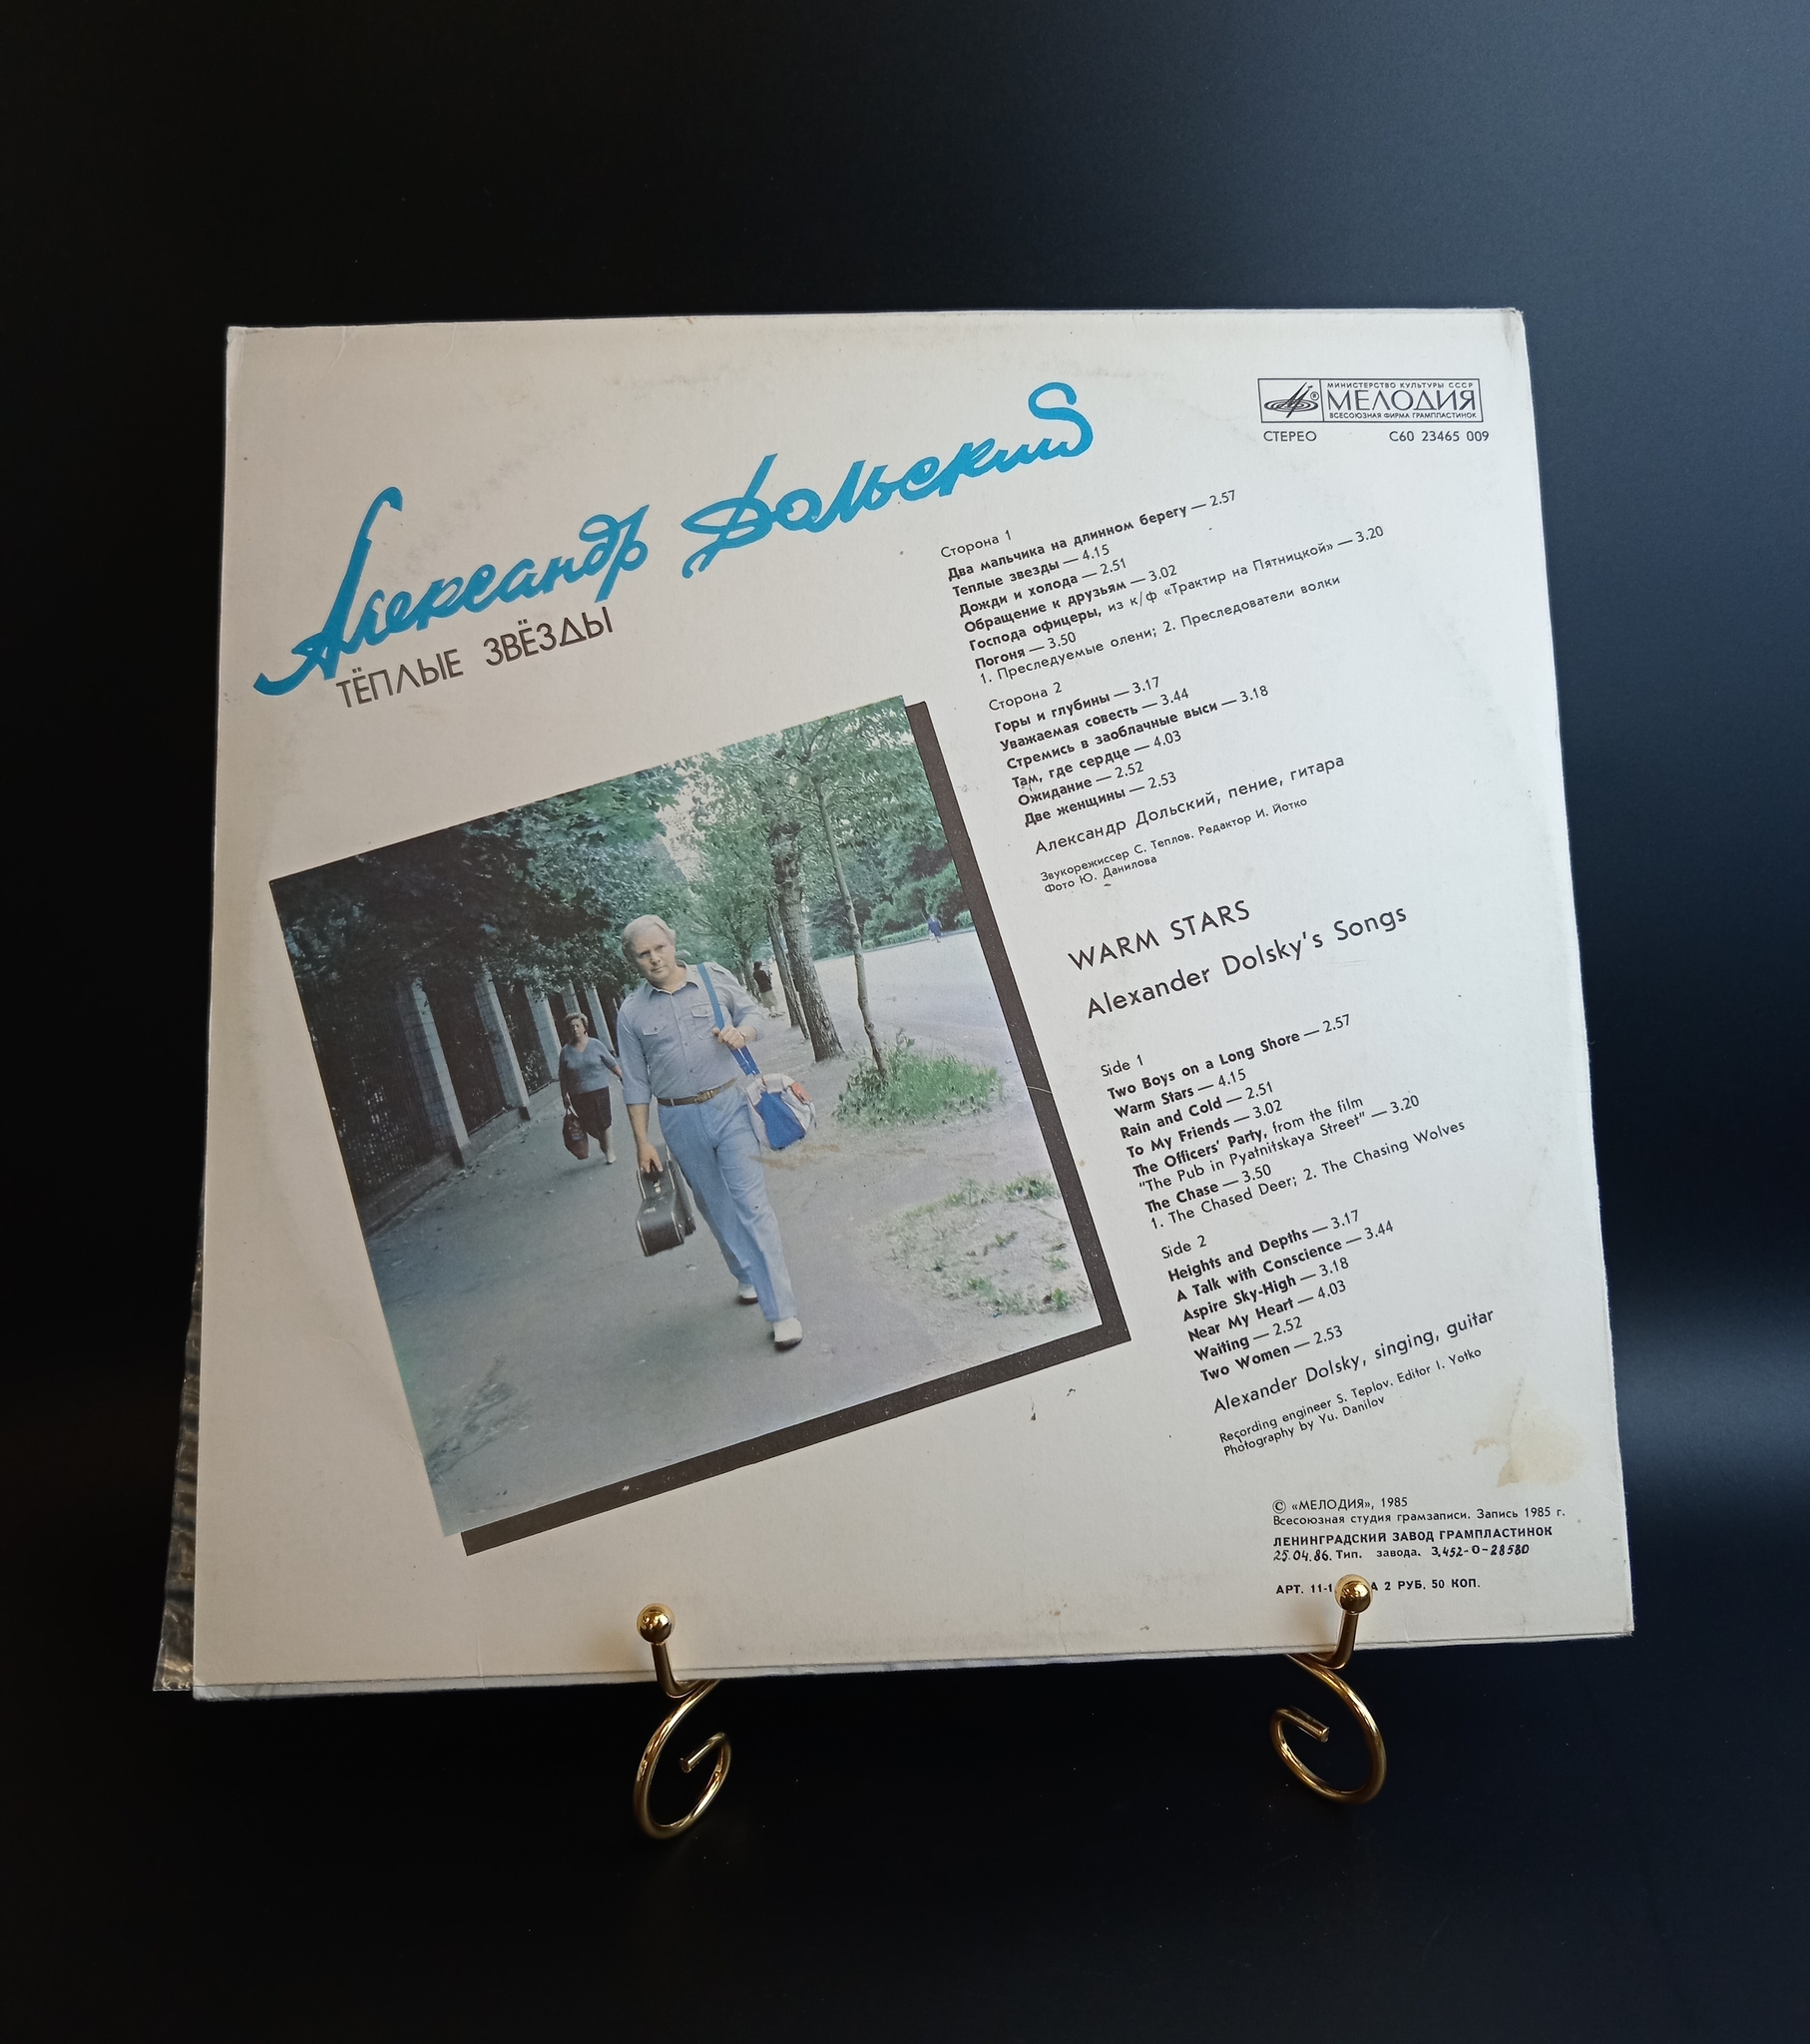 Александр Дольский
ТЁПЛЫЕ ЗВЁЗДЫ
МИНИСТЕРСТВО КУЛЬТУРЫ СССР
МЕЛОДИЯ
ВСЕСОЮЗНАЯ ФИРМА ГРАМПЛАСТИНОК
СТЕРЕО С60 23465 009
Сторона 1
Два мальчика на длинном берегу — 2.57
Теплые звезды — 4.15
Дожди и холода — 2.51
Обращение к друзьям — 3.02
Господа офицеры, из к/ф «Трактир на Пятницкой» — 3.20
Погоня — 3.50
1. Преследуемые олени; 2. Преследователи волки
Сторона 2
Горы и глубины — 3.17
Уважаемая совесть — 3.44
Стремись в заоблачные выси — 3.18
Там, где сердце — 4.03
Ожидание — 2.52
Две женщины — 2.53
Александр Дольский, пение, гитара
Звукорежиссер С. Теплов. Редактор И. Йотко
Фото Ю. Данилова
WARM STARS
Alexander Dolsky's Songs
Side 1
Two Boys on a Long Shore — 2.57
Warm Stars — 4.15
Rain and Cold — 2.51
To My Friends — 3.02
The Officers' Party, from the film
"The Pub in Pyatnitskaya Street" — 3.20
The Chase — 3.50
1. The Chased Deer; 2. The Chasing Wolves
Side 2
Heights and Depths — 3.17
A Talk with Conscience — 3.44
Aspire Sky-High — 3.18
Near My Heart — 4.03
Waiting — 2.52
Two Women — 2.53
Alexander Dolsky, singing, guitar
Recording engineer S. Teplov. Editor I. Yotko
Photography by Yu. Danilov
© «МЕЛОДИЯ», 1985
Всесоюзная студия грамзаписи. Запись 1985 г.
ЛЕНИНГРАДСКИЙ ЗАВОД ГРАМПЛАСТИНОК
25.04.86. Тип. завода. З.452-0-28580
АРТ. 11-1 А 2 РУБ. 50 КОП.